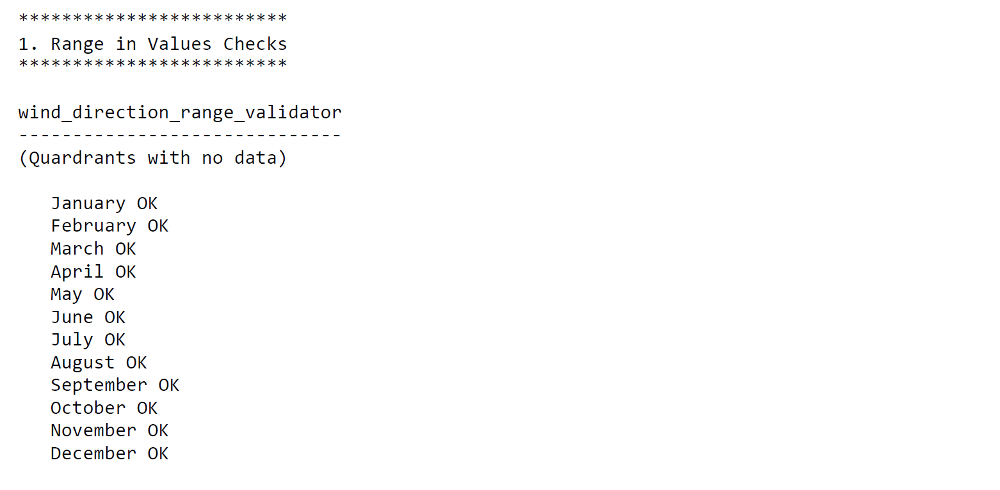 *************************
1. Range in Values Checks
*************************
wind_direction_range_validator
------------------------------
(Quardrants with no data)
January OK
February OK
March OK
April OK
May OK
June OK
July OK
August OK
September OK
October OK
November OK
December OK